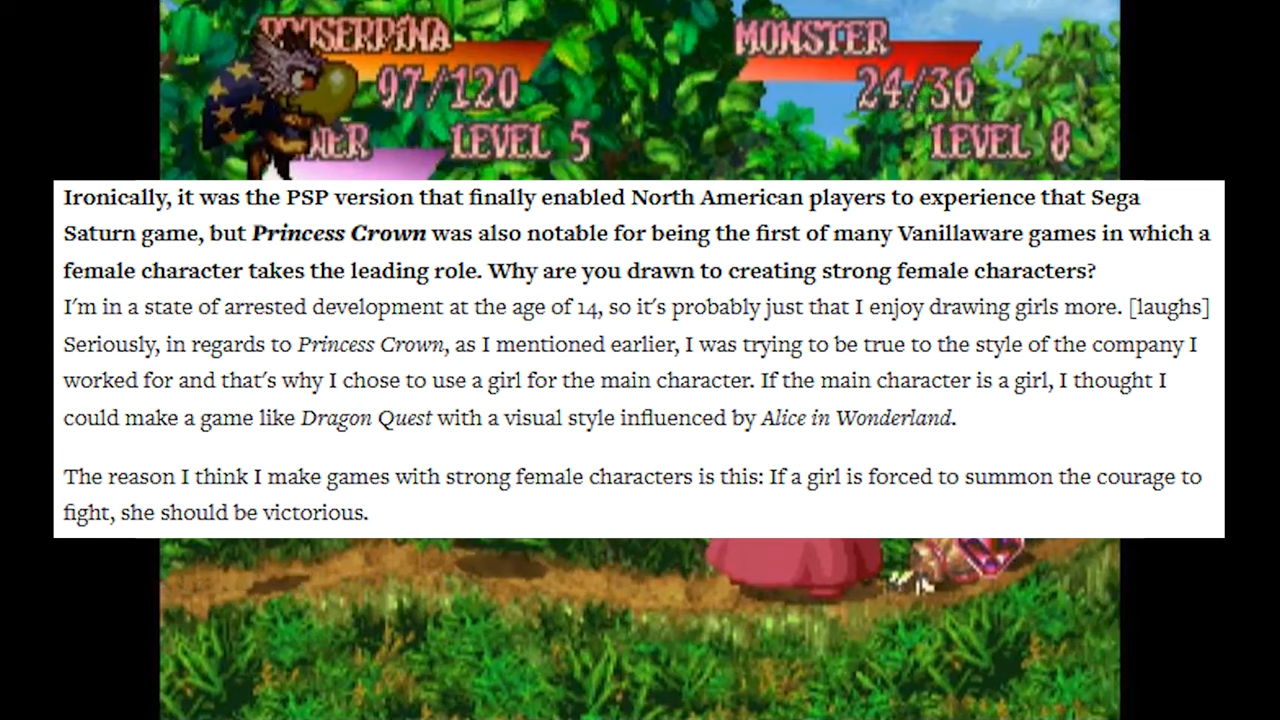 PROSERPINA
MONSTER
97/120
24/36
LEVEL 5
LEVEL 8
Ironically, it was the PSP version that finally enabled North American players to experience that Sega
Saturn game, but Princess Crown was also notable for being the first of many Vanillaware games in which a
female character takes the leading role. Why are you drawn to creating strong female characters?
I'm in a state of arrested development at the age of 14, so it's probably just that I enjoy drawing girls more. [laughs]
Seriously, in regards to Princess Crown, as I mentioned earlier, I was trying to be true to the style of the company I
worked for and that's why I chose to use a girl for the main character. If the main character is a girl, I thought I
could make a game like Dragon Quest with a visual style influenced by Alice in Wonderland.
The reason I think I make games with strong female characters is this: If a girl is forced to summon the courage to
fight, she should be victorious.